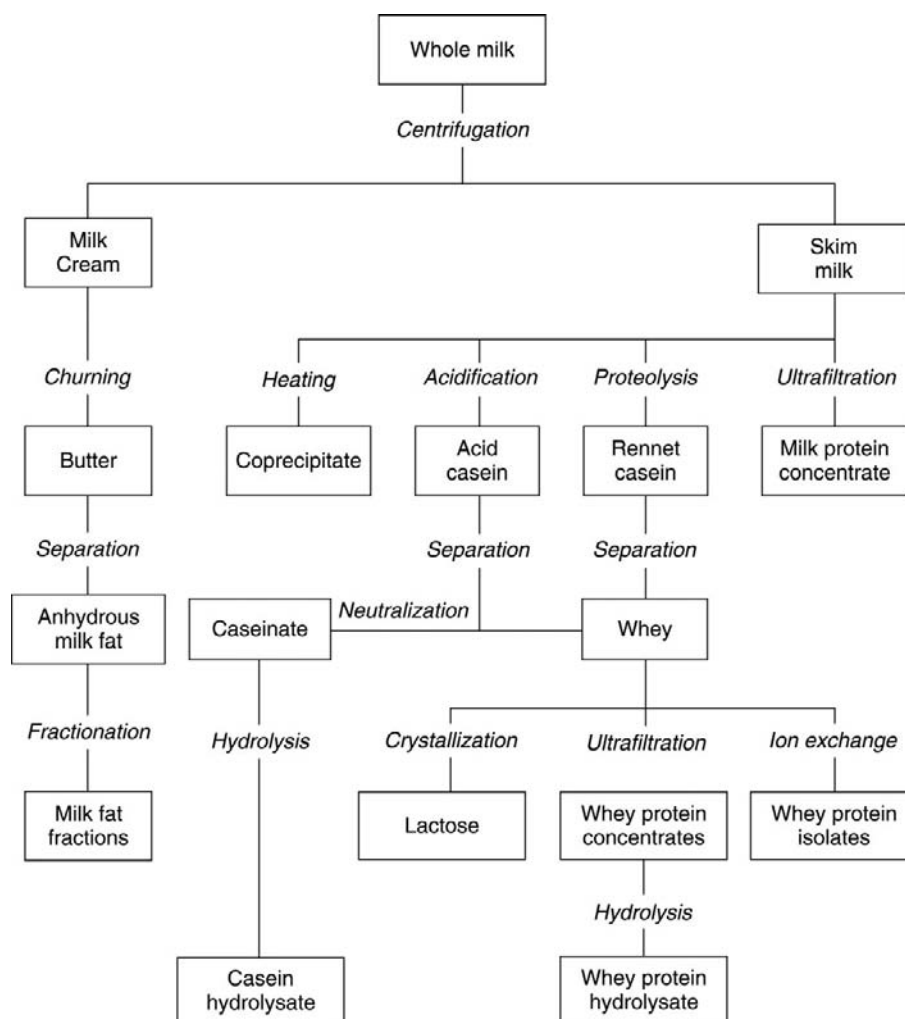 Whole milk
Centrifugation
Milk
Cream
Skim
milk
Churning
Heating
Acidification
Proteolysis
Ultrafiltration
Butter
Coprecipitate
Acid
casein
Rennet
casein
Milk protein
concentrate
Separation
Separation
Separation
Anhydrous
milk fat
Caseinate
Neutralization
Whey
Fractionation
Hydrolysis
Crystallization
Ultrafiltration
Ion exchange
Milk fat
fractions
Lactose
Whey protein
concentrates
Whey protein
isolates
Hydrolysis
Casein
hydrolysate
Whey protein
hydrolysate